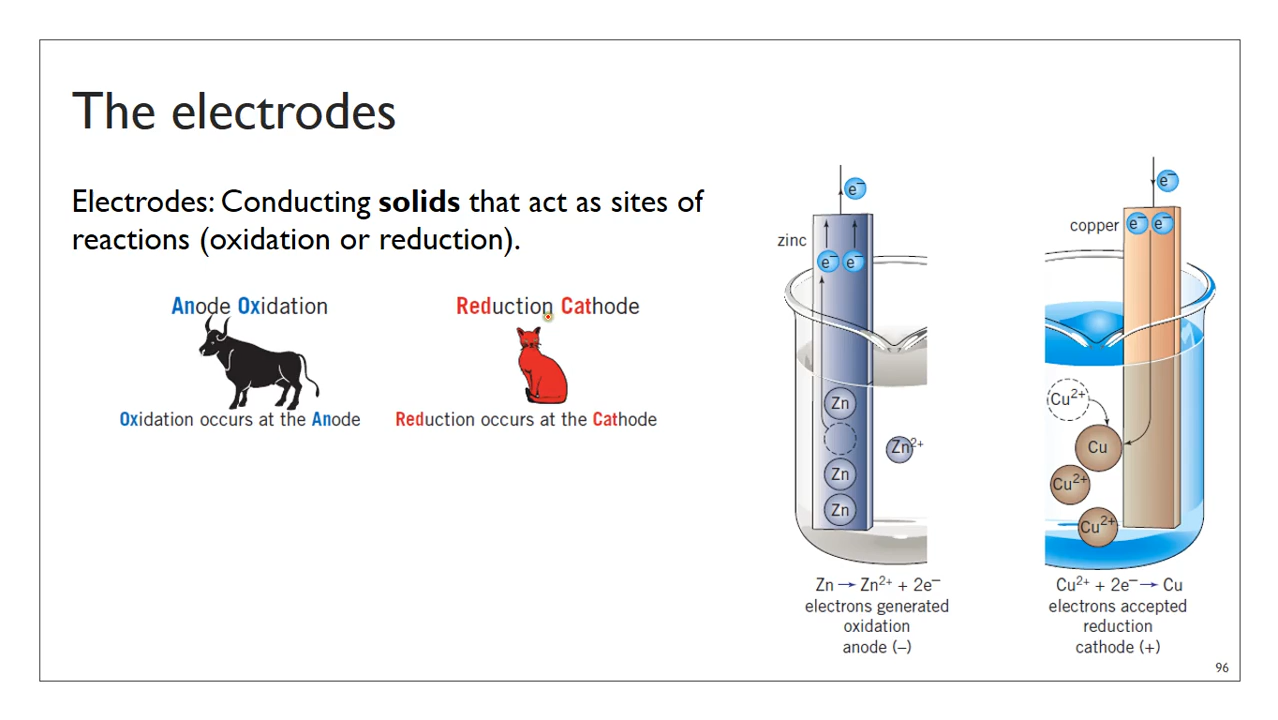 The electrodes
Electrodes: Conducting solids that act as sites of
reactions (oxidation or reduction).
Anode Oxidation
Oxidation occurs at the Anode
Reduction Cathode
Reduction occurs at the Cathode
e⁻
zinc
e⁻ e⁻
Zn
Zn²⁺
Zn
Zn
Zn → Zn²⁺ + 2e⁻
electrons generated
oxidation
anode (–)
e⁻
copper
e⁻ e⁻
Cu²⁺
Cu
Cu²⁺
Cu²⁺
Cu²⁺ + 2e⁻ → Cu
electrons accepted
reduction
cathode (+)
96